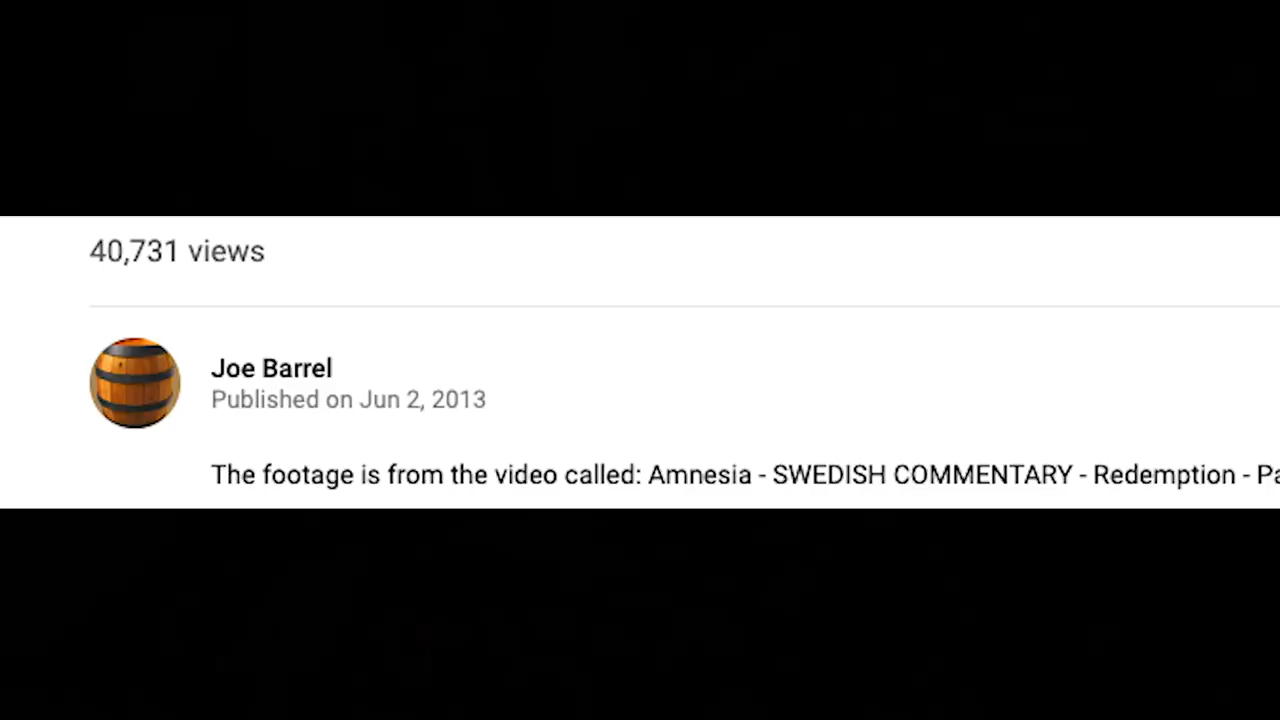 40,731 views
Joe Barrel
Published on Jun 2, 2013
The footage is from the video called: Amnesia - SWEDISH COMMENTARY - Redemption -